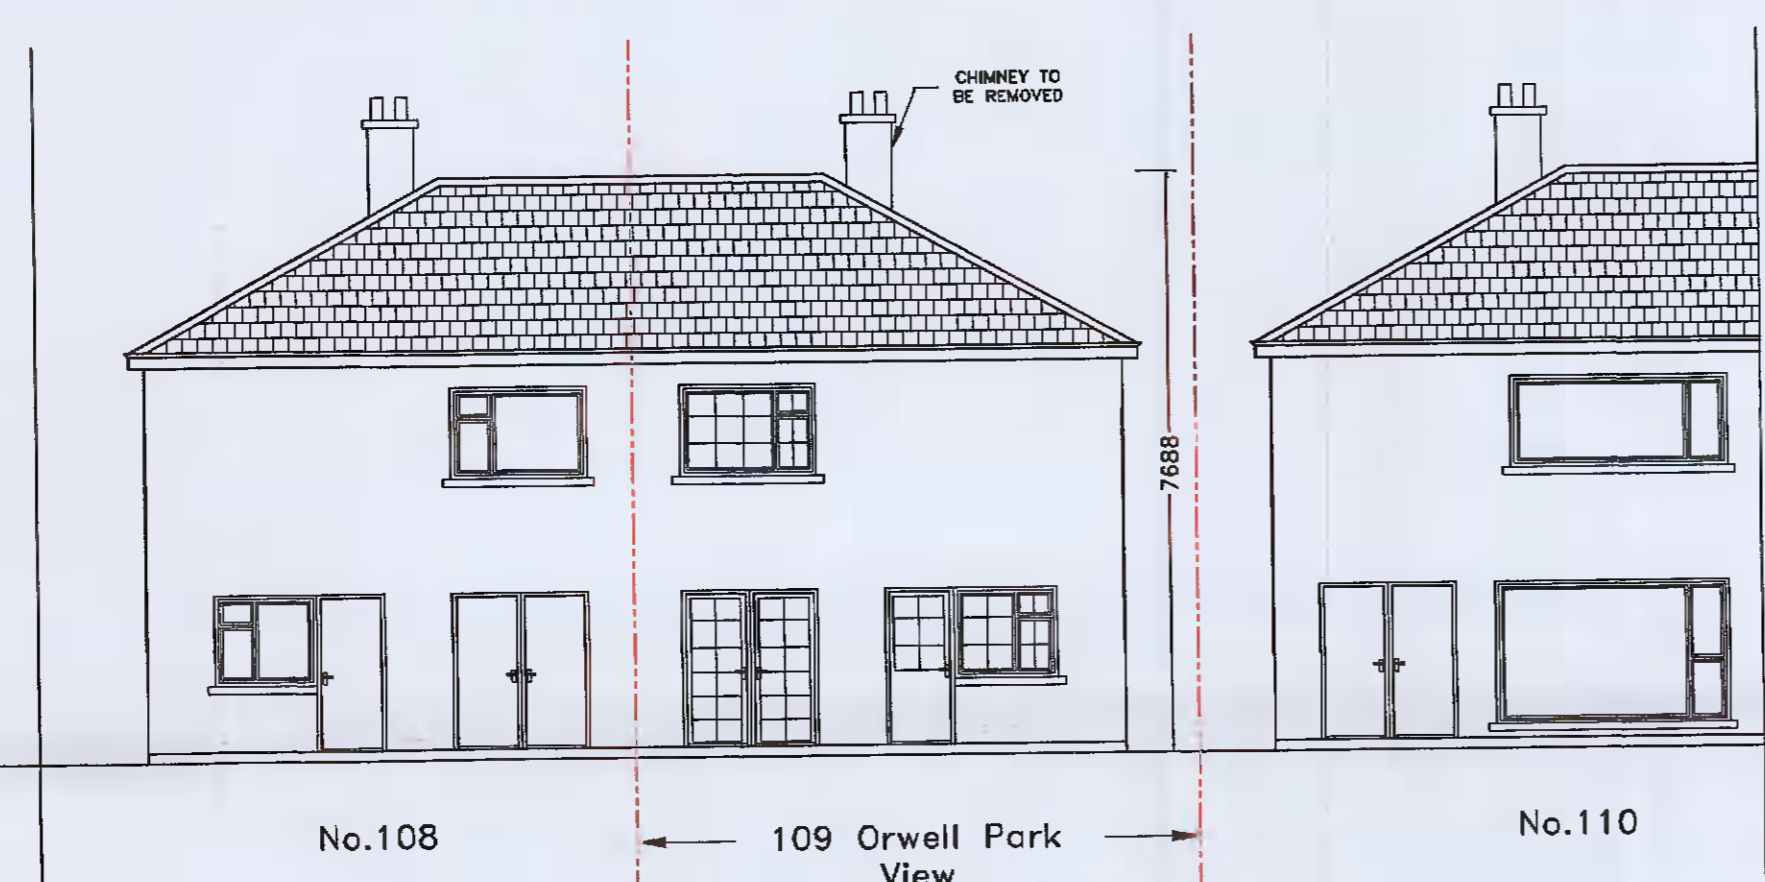 CHIMNEY TO
BE REMOVED
7688
No.108
109 Orwell Park
View
No.110